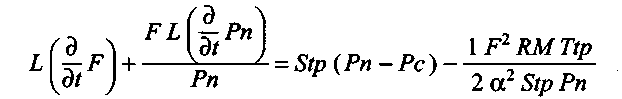 L ( ∂/∂t F ) + F L ( ∂/∂t Pn ) / Pn = Stp ( Pn − Pc ) − 1 F² RM Ttp / 2 α² Stp Pn